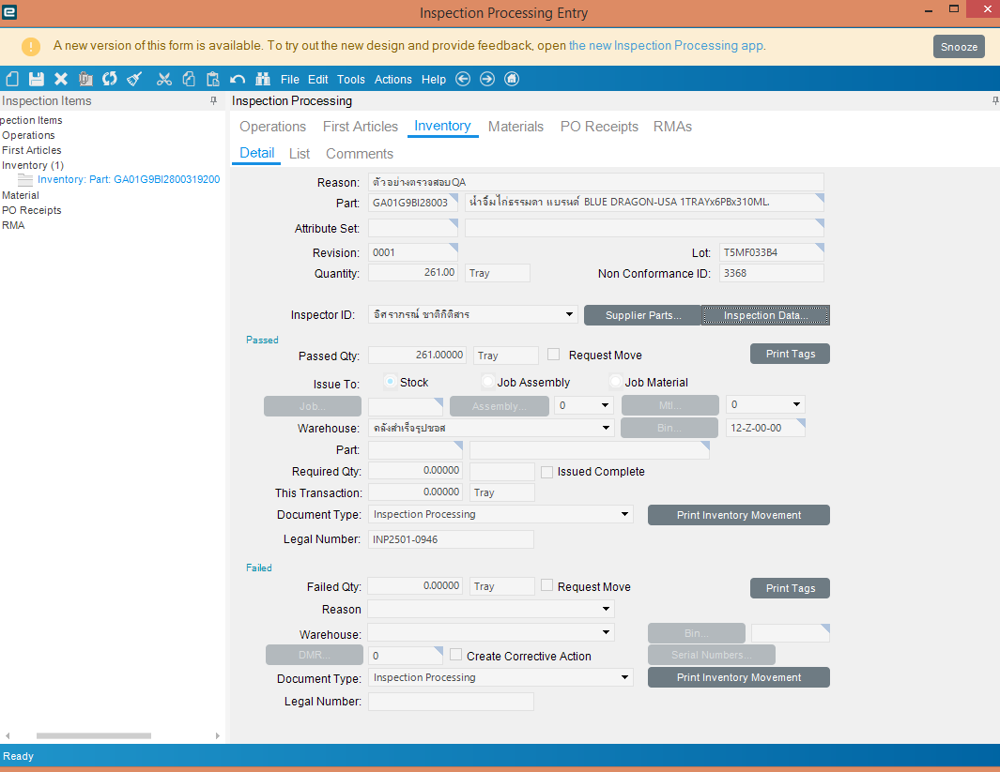 Inspection Processing Entry
A new version of this form is available. To try out the new design and provide feedback, open the new Inspection Processing app.
Snooze
File Edit Tools Actions Help
Inspection Items
pection Items
Operations
First Articles
Inventory (1)
Inventory: Part: GA01G9BI2800319200
Material
PO Receipts
RMA
Inspection Processing
Operations First Articles Inventory Materials PO Receipts RMAs
Detail List Comments
Reason: ตัวอย่างตรวจสอบQA
Part: GA01G9BI28003 น้ำจิ้มไก่ธรรมดา แบรนด์ BLUE DRAGON-USA 1TRAYx6PBx310ML.
Attribute Set:
Revision: 0001 Lot: T5MF033B4
Quantity: 261.00 Tray Non Conformance ID: 3368
Inspector ID: อิศราภรณ์ ชาติกิติสาร Supplier Parts... Inspection Data...
Passed
Passed Qty: 261.00000 Tray Request Move Print Tags
Issue To: Stock Job Assembly Job Material
Job... Assembly... 0 Mtl... 0
Warehouse: คลังสำเร็จรูปซอส Bin... 12-Z-00-00
Part:
Required Qty: 0.00000 Issued Complete
This Transaction: 0.00000 Tray
Document Type: Inspection Processing Print Inventory Movement
Legal Number: INP2501-0946
Failed
Failed Qty: 0.00000 Tray Request Move Print Tags
Reason
Warehouse: Bin...
DMR... 0 Create Corrective Action Serial Numbers...
Document Type: Inspection Processing Print Inventory Movement
Legal Number:
Ready